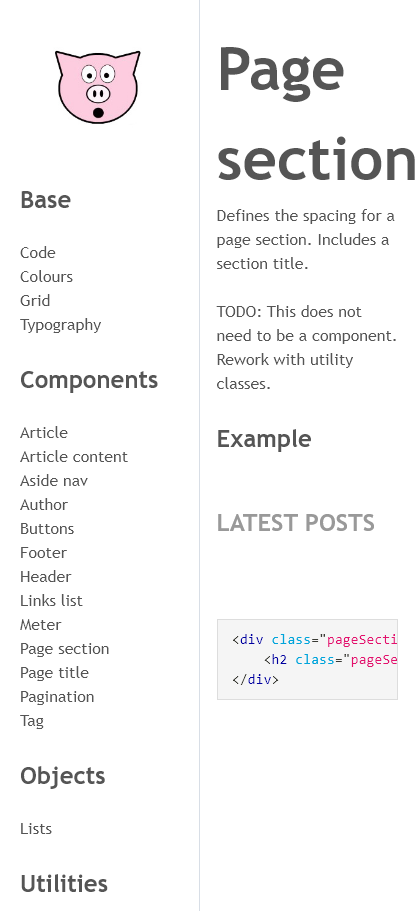 Base
Code
Colours
Grid
Typography
Components
Article
Article content
Aside nav
Author
Buttons
Footer
Header
Links list
Meter
Page section
Page title
Pagination
Tag
Objects
Lists
Utilities
Page
section
Defines the spacing for a
page section. Includes a
section title.
TODO: This does not
need to be a component.
Rework with utility
classes.
Example
LATEST POSTS
<div class="pageSecti
<h2 class="pageSe
</div>